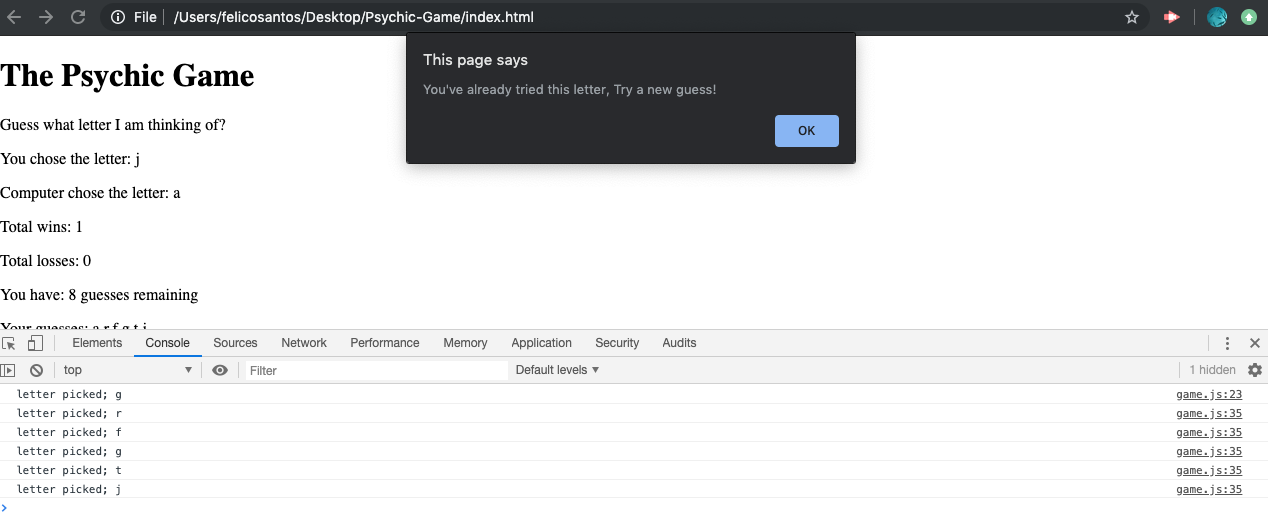 File /Users/felicosantos/Desktop/Psychic-Game/index.html
This page says
You've already tried this letter, Try a new guess!
OK
The Psychic Game
Guess what letter I am thinking of?
You chose the letter: j
Computer chose the letter: a
Total wins: 1
Total losses: 0
You have: 8 guesses remaining
Your guesses: a,r,f,g,t,j
Elements Console Sources Network Performance Memory Application Security Audits
top Filter Default levels 1 hidden
letter picked; g game.js:23
letter picked; r game.js:35
letter picked; f game.js:35
letter picked; g game.js:35
letter picked; t game.js:35
letter picked; j game.js:35